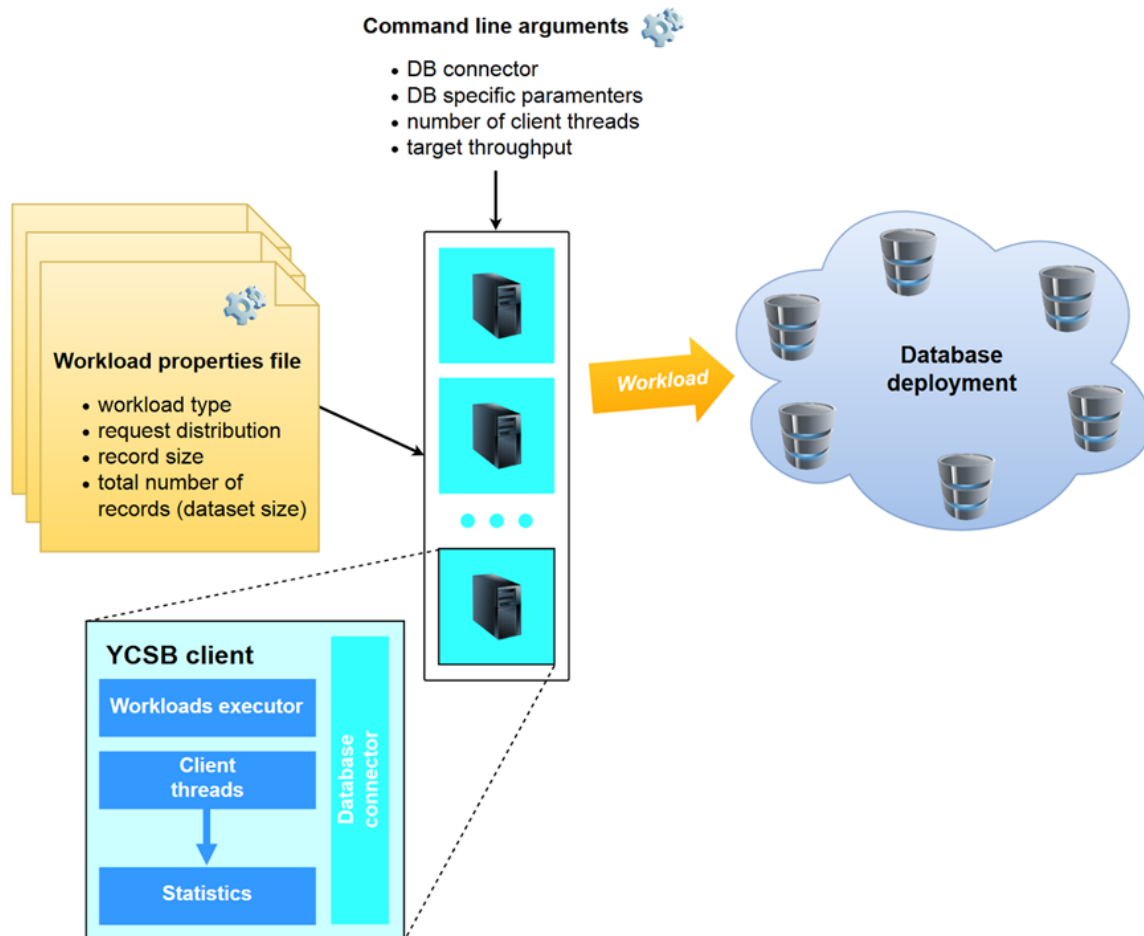 Command line arguments
• DB connector
• DB specific paramenters
• number of client threads
• target throughput
Workload properties file
• workload type
• request distribution
• record size
• total number of
records (dataset size)
Workload
Database
deployment
YCSB client
Workloads executor
Client
threads
Statistics
Database
connector